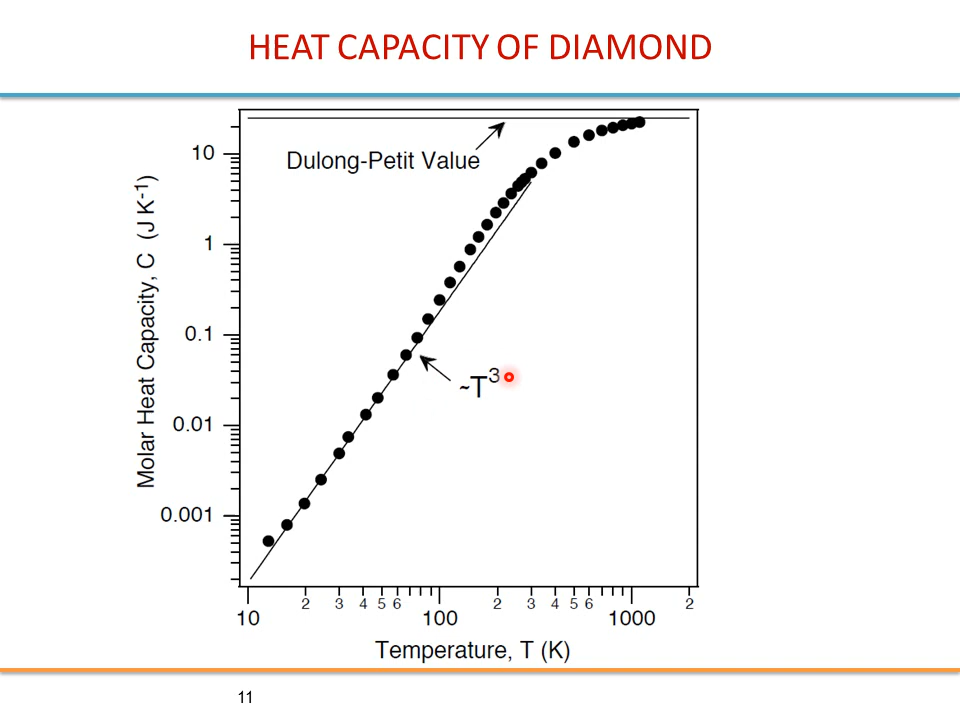 HEAT CAPACITY OF DIAMOND
Dulong-Petit Value
10
1
0.1
0.01
0.001
Molar Heat Capacity, C (J K-1)
~T3
2 3 4 5 6 2 3 4 5 6 2
10 100 1000
Temperature, T (K)
11